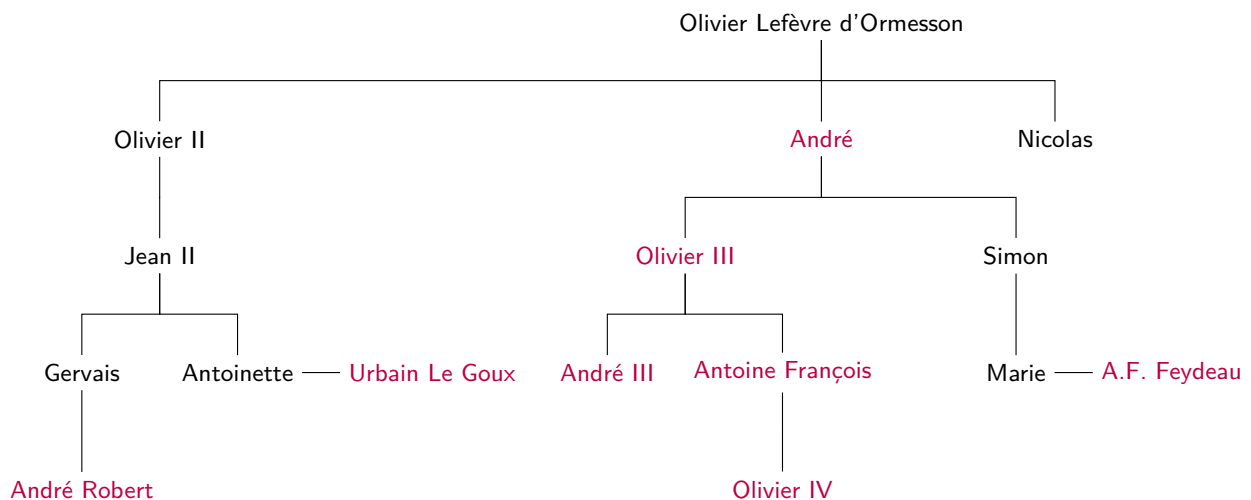 Olivier Lefèvre d'Ormesson
Olivier II
André
Nicolas
Jean II
Olivier III
Simon
Gervais
Antoinette
Urbain Le Goux
André III
Antoine François
Marie
A.F. Feydeau
André Robert
Olivier IV